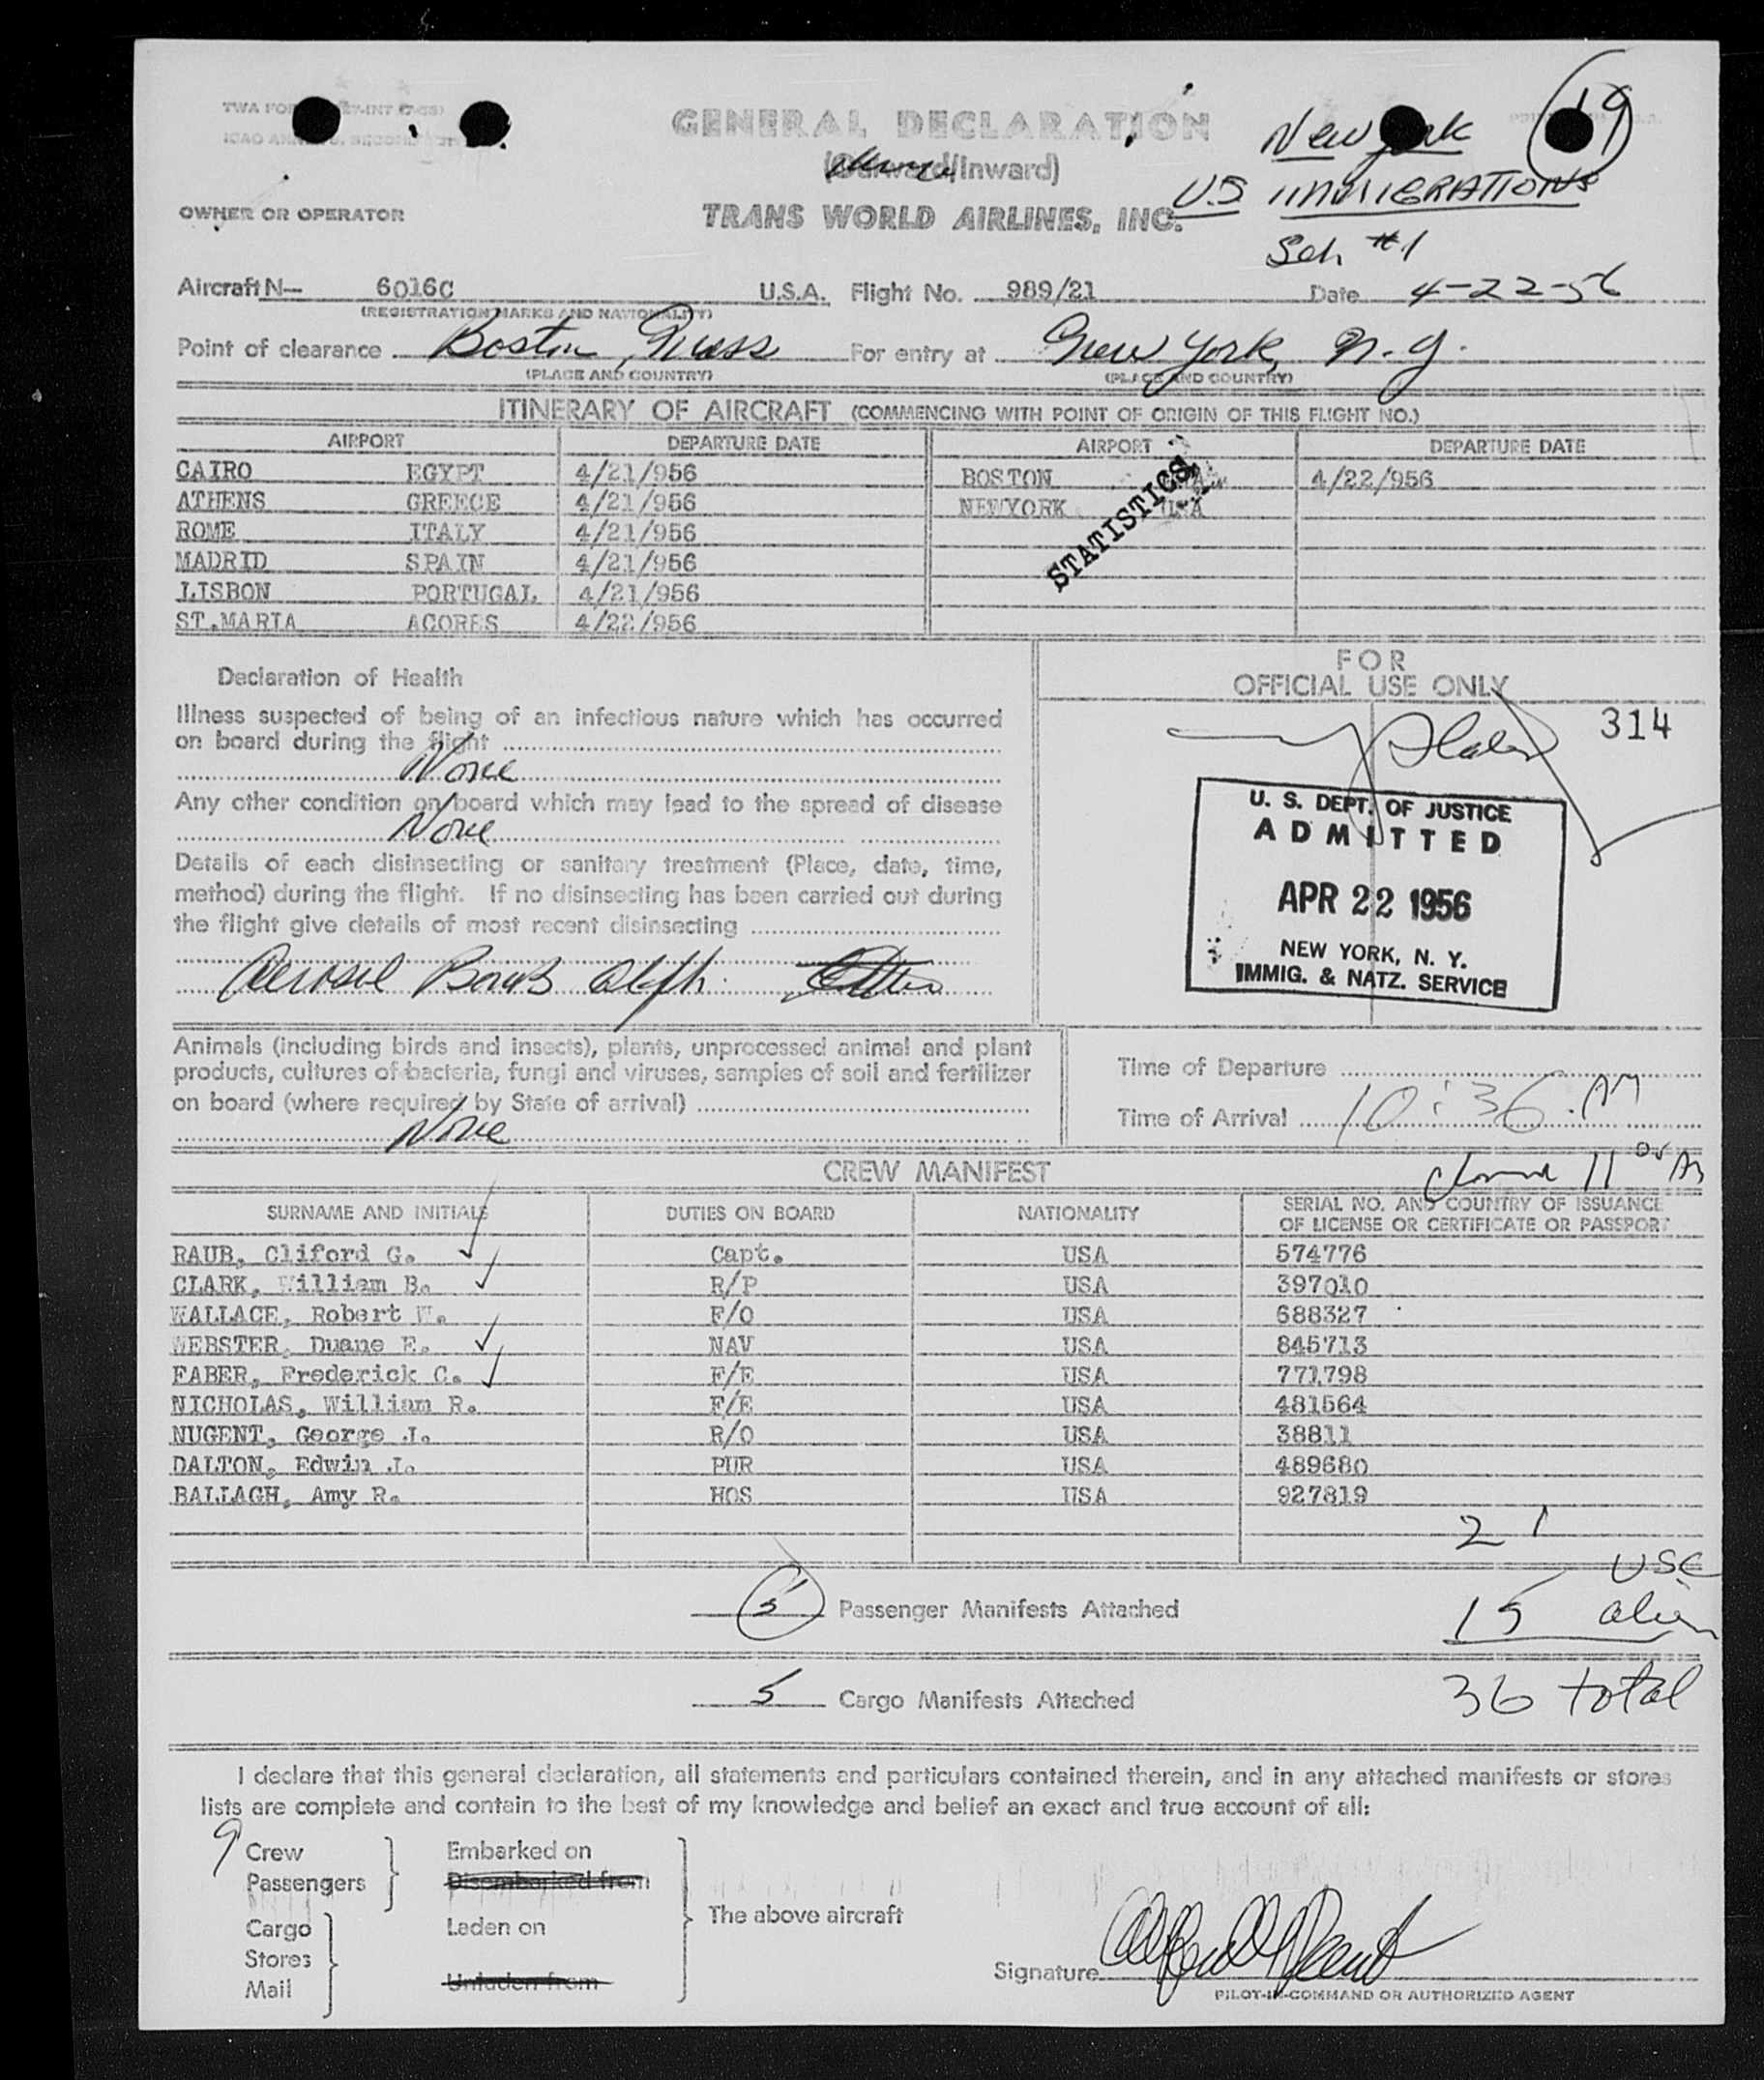 GENERAL DECLARATION
(Outward/Inward)
New York
19
U.S IMMIGRATIONS
OWNER OR OPERATOR
TRANS WORLD AIRLINES, INC.
Sch #1
Aircraft N— 6016C U.S.A. Flight No. 989/21 Date 4-22-56
(REGISTRATION MARKS AND NATIONALITY)
Point of clearance Boston, Mass For entry at New York, N.Y.
(PLACE AND COUNTRY) (PLACE AND COUNTRY)
ITINERARY OF AIRCRAFT (COMMENCING WITH POINT OF ORIGIN OF THIS FLIGHT NO.)
AIRPORT DEPARTURE DATE AIRPORT DEPARTURE DATE
CAIRO EGYPT 4/21/956 BOSTON 4/22/956
ATHENS GREECE 4/21/956 NEWYORK USA
ROME ITALY 4/21/956
MADRID SPAIN 4/21/956
LISBON PORTUGAL 4/21/956
ST.MARIA ACORES 4/22/956
STATISTICS
Declaration of Health
FOR
OFFICIAL USE ONLY
314
Illness suspected of being of an infectious nature which has occurred
on board during the flight
None
Any other condition on board which may lead to the spread of disease
None
Details of each disinsecting or sanitary treatment (Place, date, time,
method) during the flight. If no disinsecting has been carried out during
the flight give details of most recent disinsecting
Aerosol Bomb
U. S. DEPT. OF JUSTICE
ADMITTED
APR 22 1956
NEW YORK, N. Y.
IMMIG. & NATZ. SERVICE
Animals (including birds and insects), plants, unprocessed animal and plant
products, cultures of bacteria, fungi and viruses, samples of soil and fertilizer
on board (where required by State of arrival)
None
Time of Departure
Time of Arrival 10:36 AM
11 05 AM
CREW MANIFEST
SURNAME AND INITIALS DUTIES ON BOARD NATIONALITY SERIAL NO. AND COUNTRY OF ISSUANCE
OF LICENSE OR CERTIFICATE OR PASSPORT
RAUB, Cliford G. Capt. USA 574776
CLARK, William B. R/P USA 397010
WALLACE, Robert W. F/O USA 688327
WEBSTER, Duane E. NAV USA 845713
FABER, Frederick C. F/E USA 771798
NICHOLAS, William R. F/E USA 481564
NUGENT, George J. R/O USA 38811
DALTON, Edwin J. PUR USA 489680
BALLAGH, Amy R. HOS USA 927819
21 USC
5 Passenger Manifests Attached
15 alien
5 Cargo Manifests Attached
36 total
I declare that this general declaration, all statements and particulars contained therein, and in any attached manifests or stores
lists are complete and contain to the best of my knowledge and belief an exact and true account of all:
9 Crew
Passengers
Embarked on
Disembarked from
Cargo
Stores
Mail
Laden on
Unladen from
The above aircraft
Signature
PILOT-IN-COMMAND OR AUTHORIZED AGENT